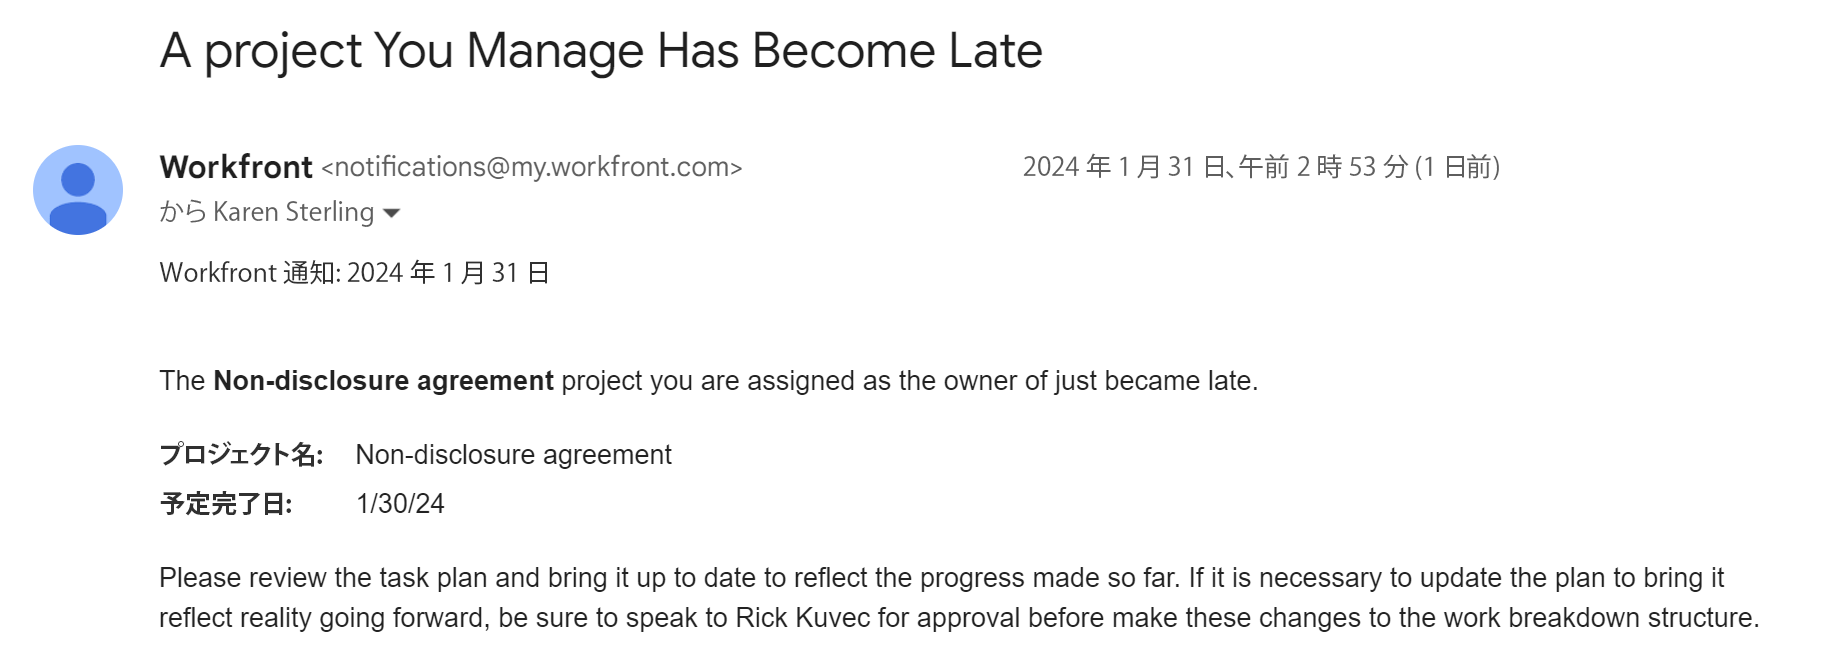 A project You Manage Has Become Late
Workfront <notifications@my.workfront.com>
2024 年 1 月 31 日、午前 2 時 53 分 (1 日前)
から Karen Sterling
Workfront 通知: 2024 年 1 月 31 日
The Non-disclosure agreement project you are assigned as the owner of just became late.
プロジェクト名: Non-disclosure agreement
予定完了日: 1/30/24
Please review the task plan and bring it up to date to reflect the progress made so far. If it is necessary to update the plan to bring it
reflect reality going forward, be sure to speak to Rick Kuvec for approval before make these changes to the work breakdown structure.